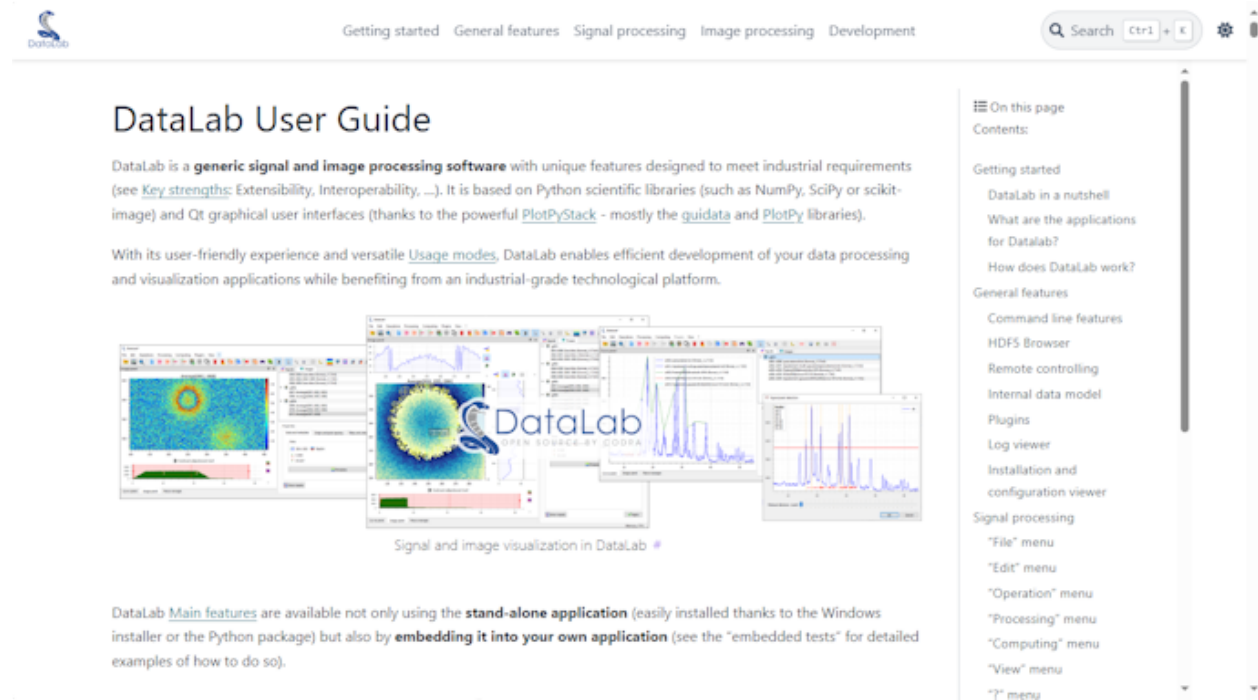 DataLab
Getting started General features Signal processing Image processing Development
Search Ctrl + K
DataLab User Guide
DataLab is a generic signal and image processing software with unique features designed to meet industrial requirements
(see Key strengths: Extensibility, Interoperability, ...). It is based on Python scientific libraries (such as NumPy, SciPy or scikit-
image) and Qt graphical user interfaces (thanks to the powerful PlotPyStack - mostly the guidata and PlotPy libraries).
With its user-friendly experience and versatile Usage modes, DataLab enables efficient development of your data processing
and visualization applications while benefiting from an industrial-grade technological platform.
DataLab
OPEN SOURCE BY CODRA
Signal and image visualization in DataLab #
DataLab Main features are available not only using the stand-alone application (easily installed thanks to the Windows
installer or the Python package) but also by embedding it into your own application (see the "embedded tests" for detailed
examples of how to do so).
On this page
Contents:
Getting started
DataLab in a nutshell
What are the applications
for Datalab?
How does DataLab work?
General features
Command line features
HDF5 Browser
Remote controlling
Internal data model
Plugins
Log viewer
Installation and
configuration viewer
Signal processing
"File" menu
"Edit" menu
"Operation" menu
"Processing" menu
"Computing" menu
"View" menu
"?" menu